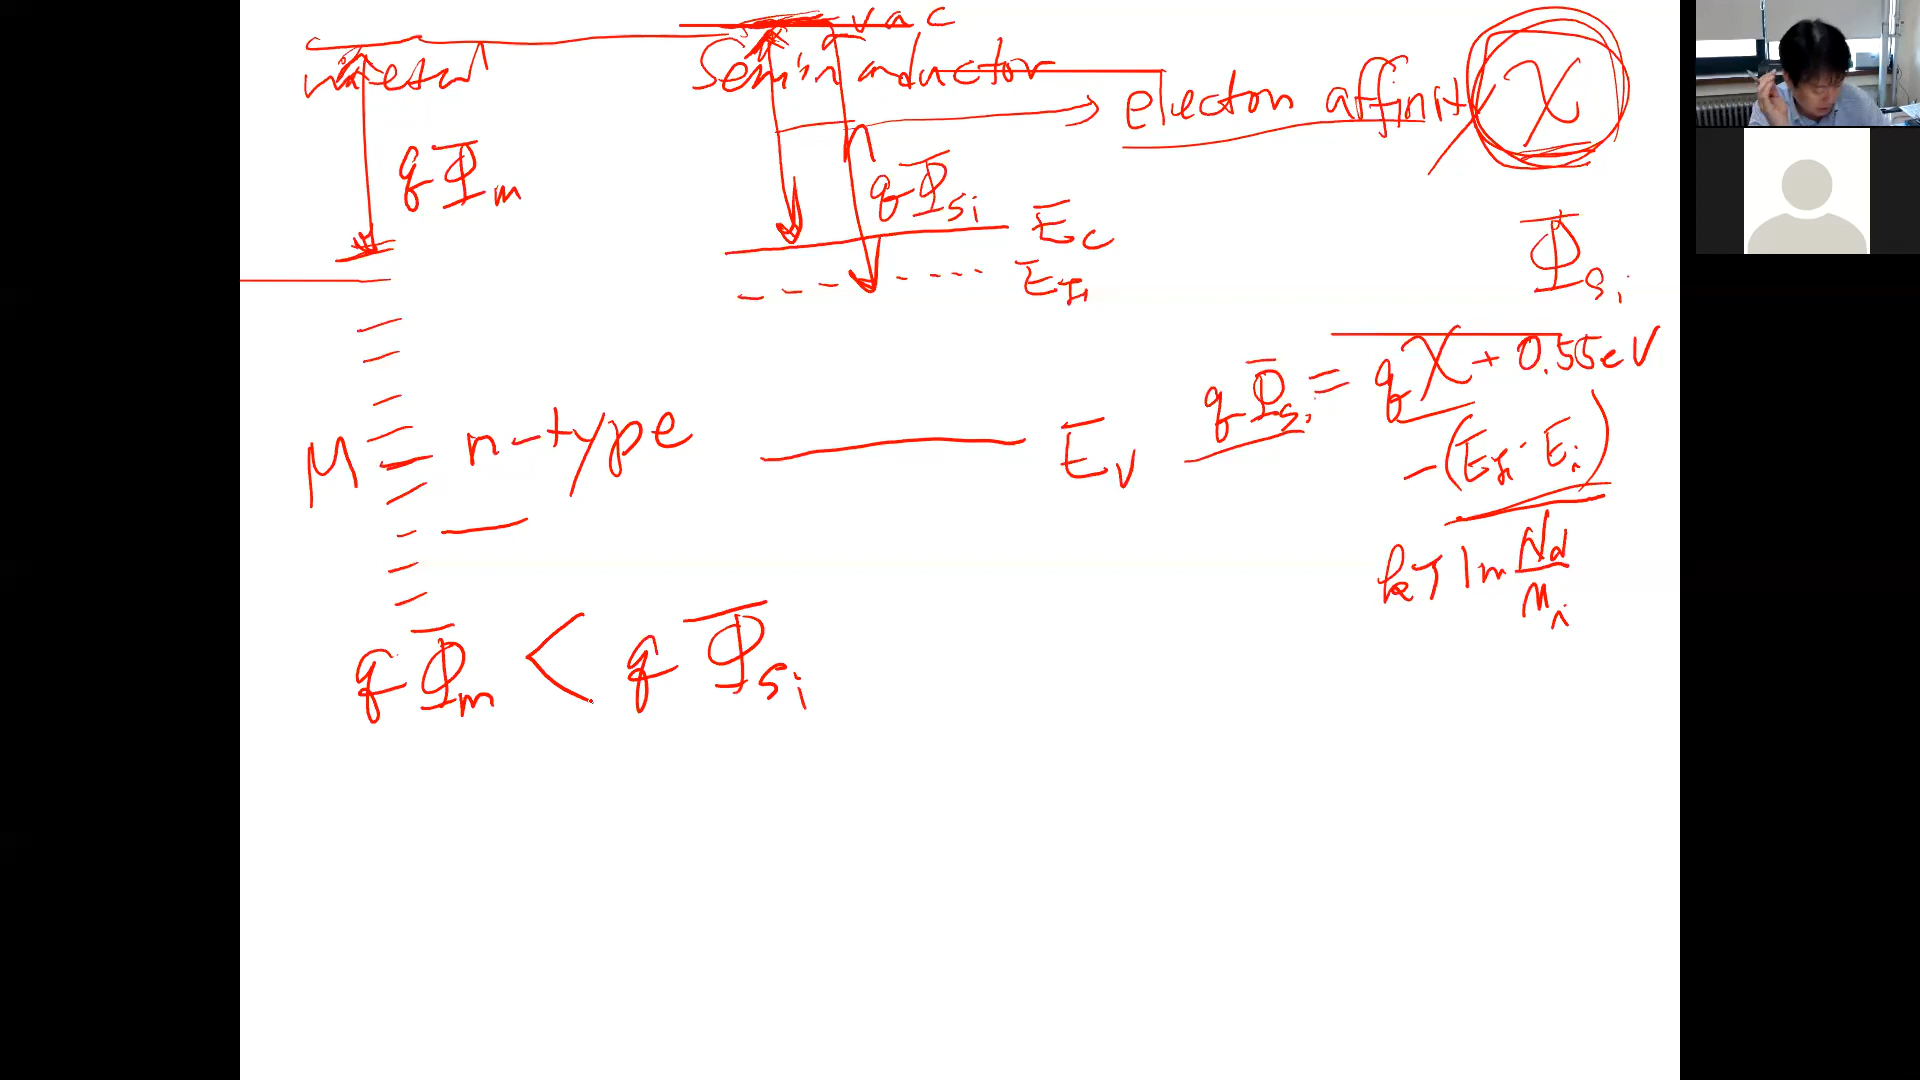 vac
metal
Semiconductor
electron affinity χ
qΦm
qΦsi
Ec
Ef
Φsi
qΦsi = qχ + 0.55eV
-(Ef - Ei)
kT ln Nd/ni
M
n-type
Ev
qΦm < qΦsi